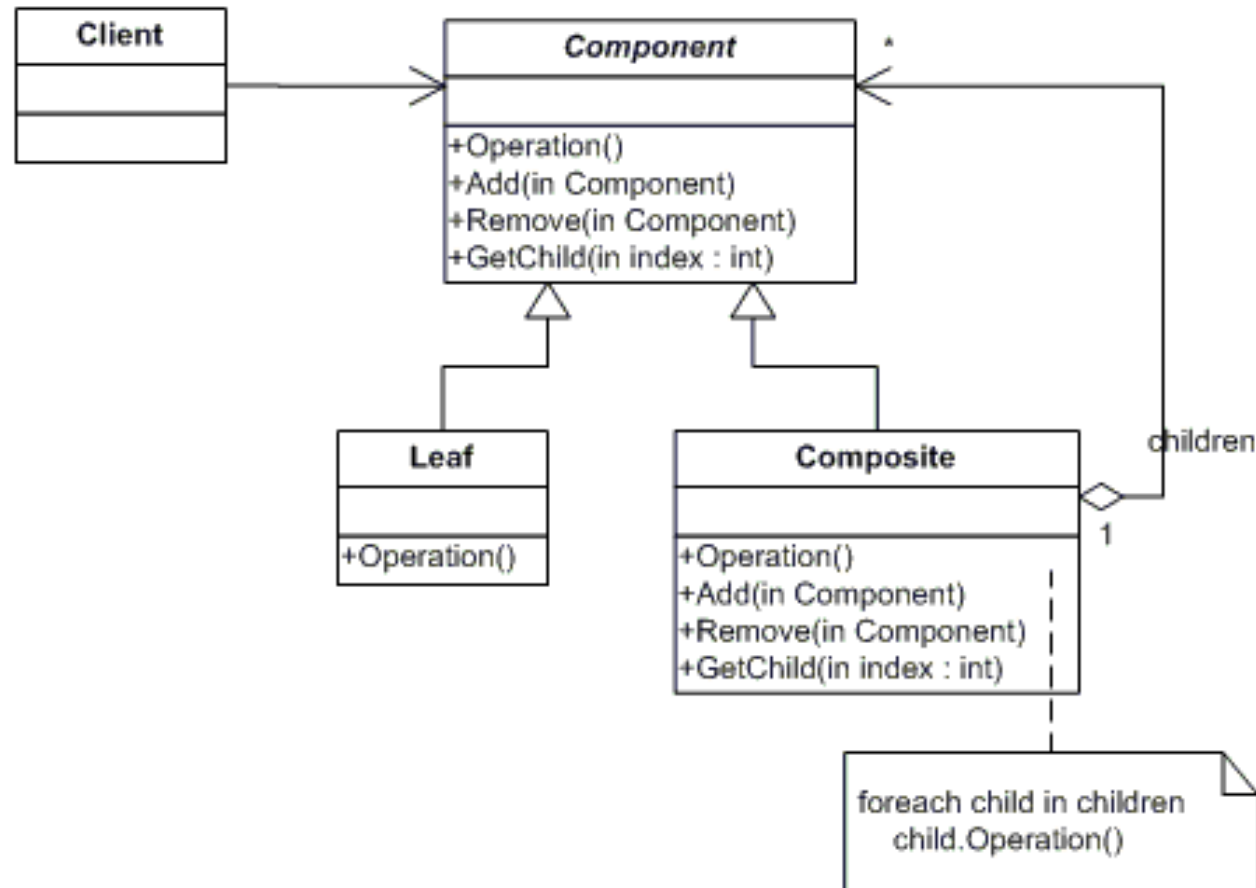 Client
Component
*
+Operation()
+Add(in Component)
+Remove(in Component)
+GetChild(in index : int)
children
Leaf
+Operation()
Composite
1
+Operation()
+Add(in Component)
+Remove(in Component)
+GetChild(in index : int)
foreach child in children
child.Operation()